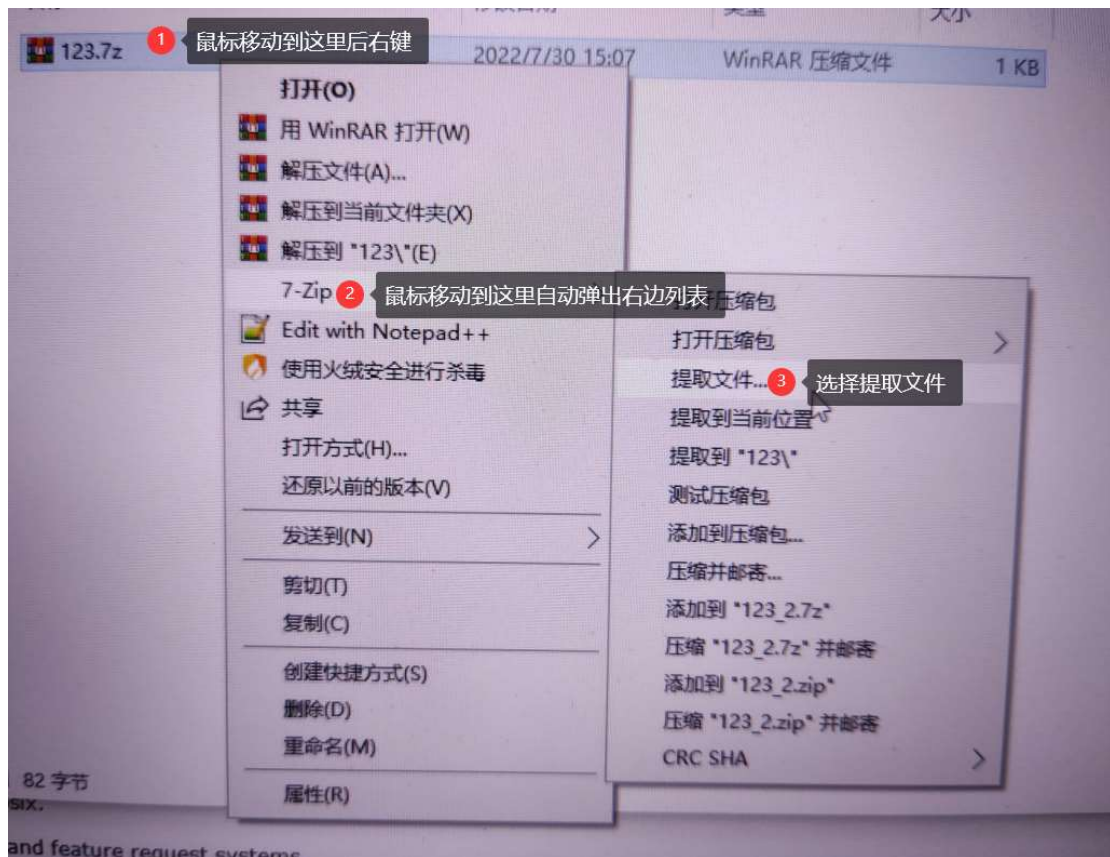 类型
大小
123.7z
1
鼠标移动到这里后右键
2022/7/30 15:07
WinRAR 压缩文件
1 KB
打开(O)
用 WinRAR 打开(W)
解压文件(A)...
解压到当前文件夹(X)
解压到 "123\"(E)
7-Zip
2
鼠标移动到这里自动弹出右边列表
Edit with Notepad++
使用火绒安全进行杀毒
共享
打开方式(H)...
还原以前的版本(V)
发送到(N)
剪切(T)
复制(C)
创建快捷方式(S)
删除(D)
重命名(M)
属性(R)
开压缩包
打开压缩包
提取文件...
3
选择提取文件
提取到当前位置
提取到 "123\"
测试压缩包
添加到压缩包...
压缩并邮寄...
添加到 "123_2.7z"
压缩 "123_2.7z" 并邮寄
添加到 "123_2.zip"
压缩 "123_2.zip" 并邮寄
CRC SHA
82 字节
six.
and feature request systems